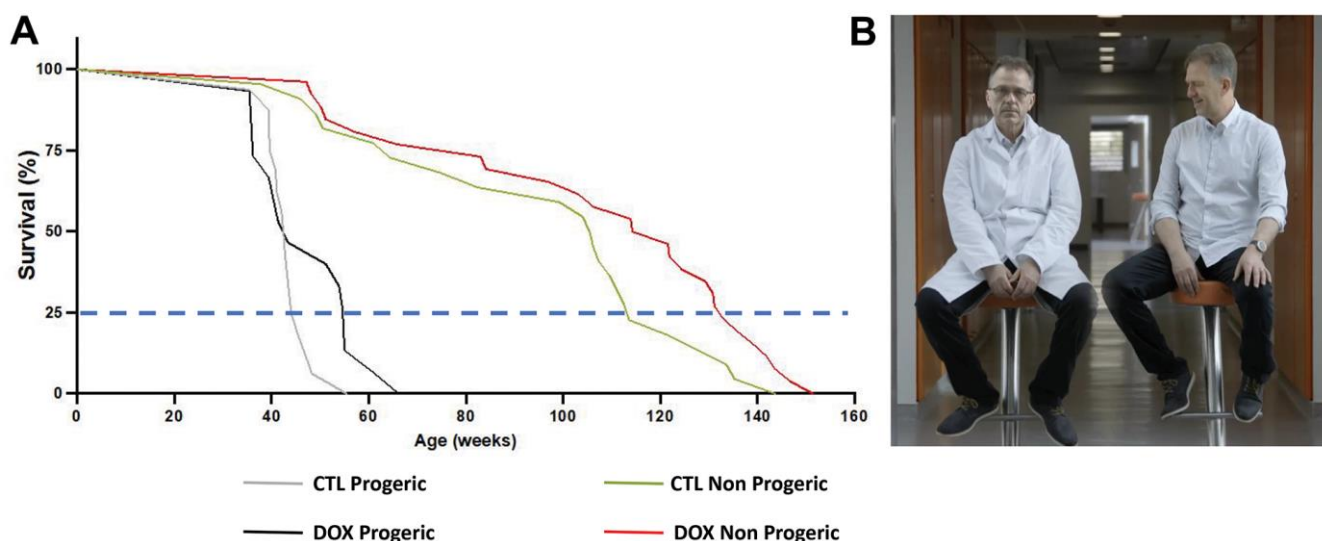 A
B
Survival (%)
100
75
50
25
0
0 20 40 60 80 100 120 140 160
Age (weeks)
CTL Progeric
CTL Non Progeric
DOX Progeric
DOX Non Progeric